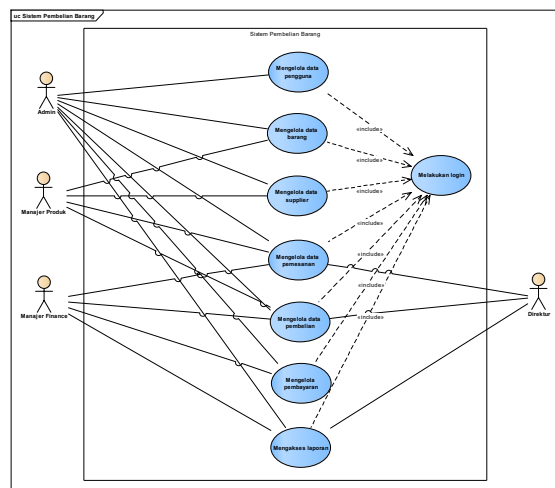 uc Sistem Pembelian Barang
Sistem Pembelian Barang
Mengelola data
pengguna
Admin
«include»
Mengelola data
barang
«include»
Melakukan login
Manajer Produk
Mengelola data
supplier
«include»
«include»
Mengelola data
pemesanan
«include»
Manajer Finance
Direktur
Mengelola data
pembelian
«include»
«include»
Mengelola
pembayaran
Mengakses laporan